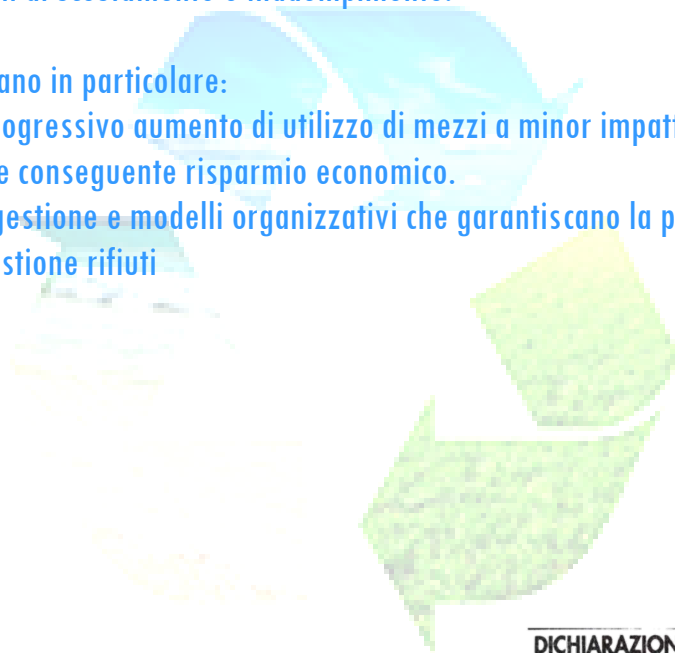 ano in particolare:
ogressivo aumento di utilizzo di mezzi a minor impatt
e conseguente risparmio economico.
gestione e modelli organizzativi che garantiscano la p
stione rifiuti
DICHIARAZION